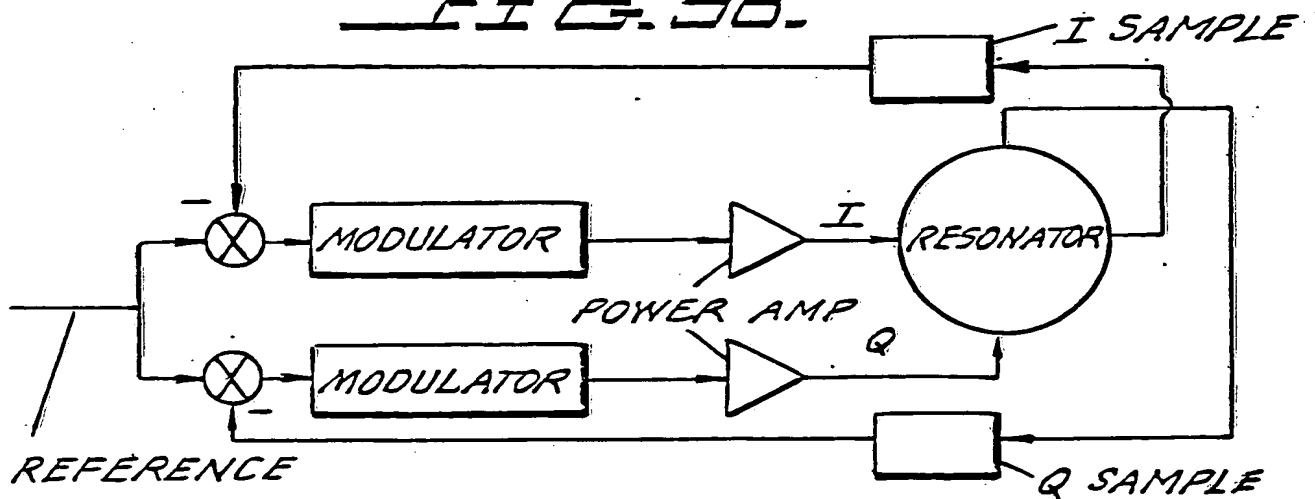 I SAMPLE
-
MODULATOR
I
RESONATOR
POWER AMP
Q
MODULATOR
-
REFERENCE
Q SAMPLE